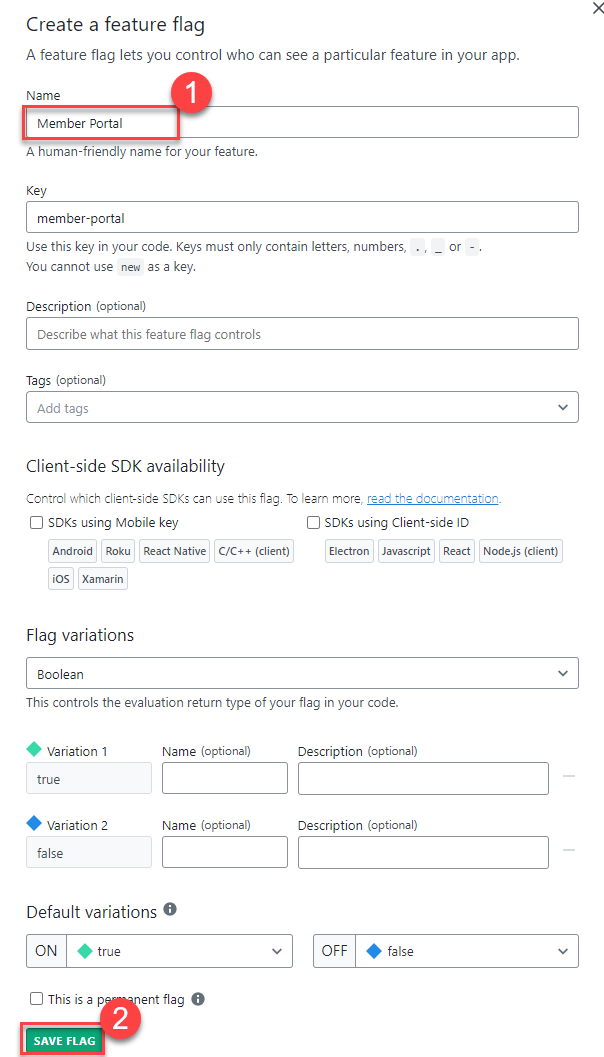 Create a feature flag
A feature flag lets you control who can see a particular feature in your app.
Name
1
Member Portal
A human-friendly name for your feature.
Key
member-portal
Use this key in your code. Keys must only contain letters, numbers, . , _ or - .
You cannot use new as a key.
Description (optional)
Describe what this feature flag controls
Tags (optional)
Add tags
Client-side SDK availability
Control which client-side SDKs can use this flag. To learn more, read the documentation.
SDKs using Mobile key
Android Roku React Native C/C++ (client)
iOS Xamarin
SDKs using Client-side ID
Electron Javascript React Node.js (client)
Flag variations
Boolean
This controls the evaluation return type of your flag in your code.
Variation 1 Name (optional) Description (optional)
true
Variation 2 Name (optional) Description (optional)
false
Default variations
ON true OFF false
This is a permanent flag
2
SAVE FLAG